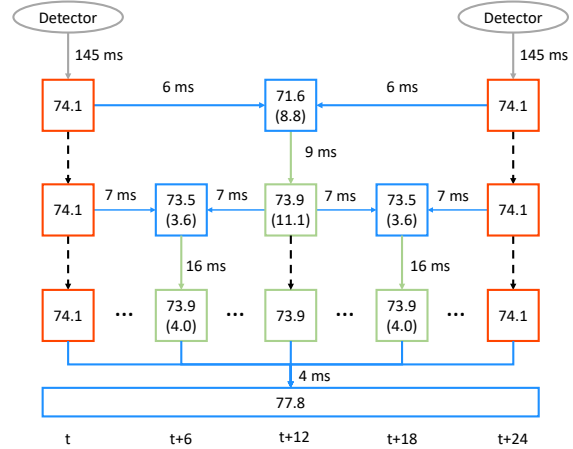 Detector
Detector
145 ms
145 ms
6 ms
6 ms
74.1
71.6
(8.8)
74.1
9 ms
7 ms
7 ms
7 ms
7 ms
74.1
73.5
(3.6)
73.9
(11.1)
73.5
(3.6)
74.1
16 ms
16 ms
74.1
...
73.9
(4.0)
...
73.9
...
73.9
(4.0)
...
74.1
4 ms
77.8
t
t+6
t+12
t+18
t+24